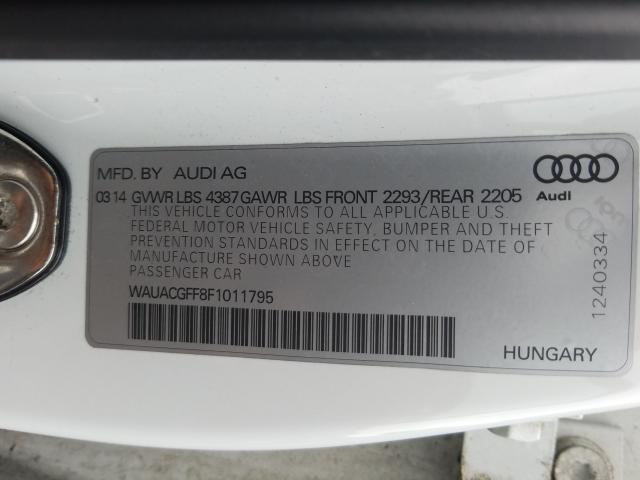 MFD. BY AUDI AG
0314 GVWR LBS 4387 GAWR LBS FRONT 2293/REAR 2205
THIS VEHICLE CONFORMS TO ALL APPLICABLE U.S.
FEDERAL MOTOR VEHICLE SAFETY, BUMPER AND THEFT
PREVENTION STANDARDS IN EFFECT ON THE DATE OF
MANUFACTURE SHOWN ABOVE
PASSENGER CAR
WAUACGFF8F1011795
Audi
1240334
HUNGARY